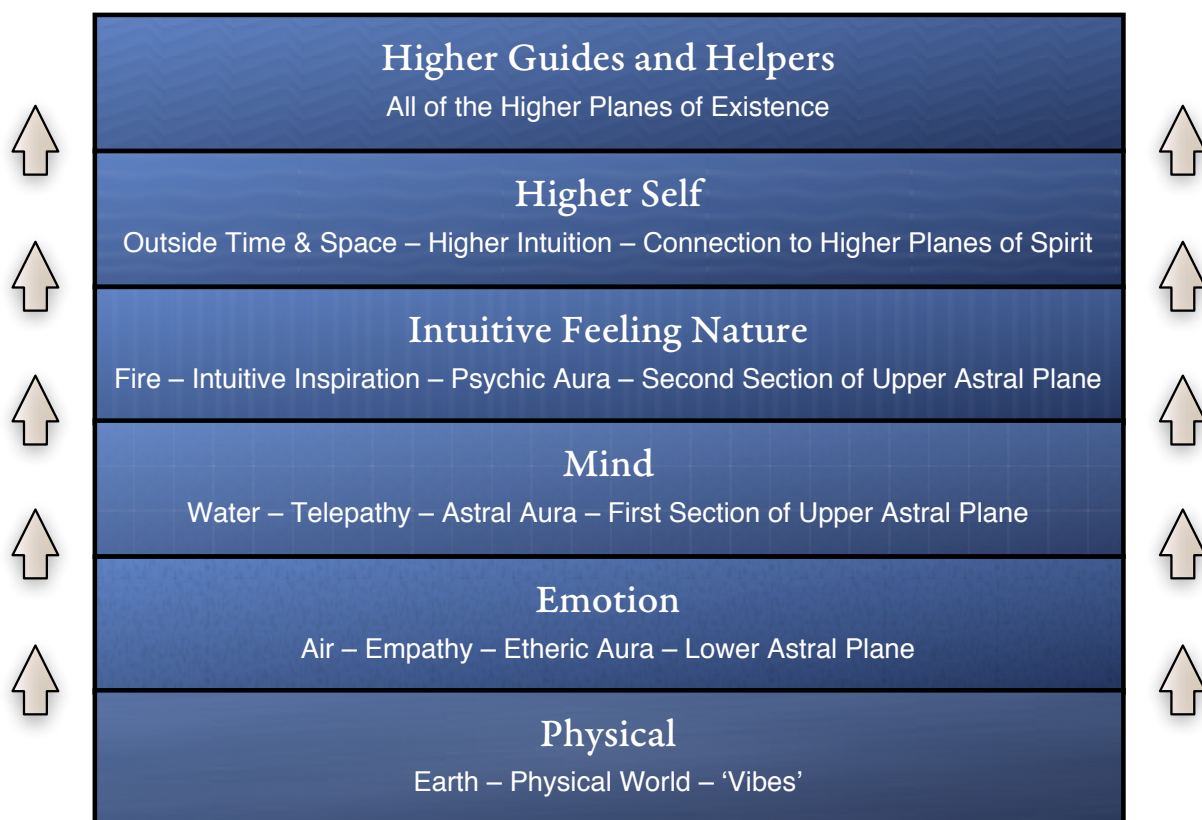 Higher Guides and Helpers
All of the Higher Planes of Existence
Higher Self
Outside Time & Space – Higher Intuition – Connection to Higher Planes of Spirit
Intuitive Feeling Nature
Fire – Intuitive Inspiration – Psychic Aura – Second Section of Upper Astral Plane
Mind
Water – Telepathy – Astral Aura – First Section of Upper Astral Plane
Emotion
Air – Empathy – Etheric Aura – Lower Astral Plane
Physical
Earth – Physical World – ‘Vibes’